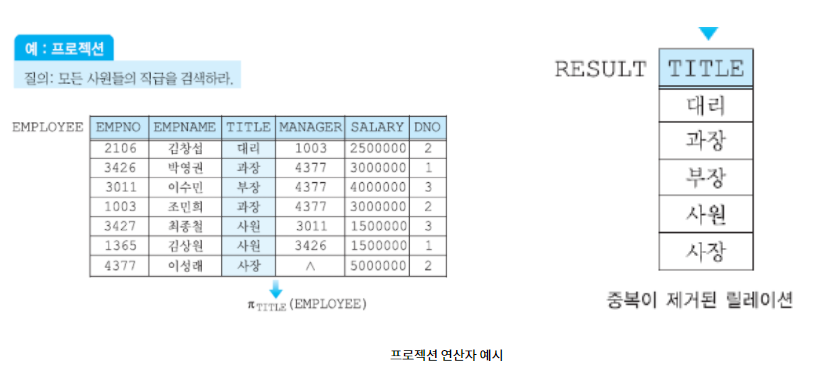 예 : 프로젝션
질의: 모든 사원들의 직급을 검색하라.
EMPLOYEE EMPNO EMPNAME TITLE MANAGER SALARY DNO
2106 김창섭 대리 1003 2500000 2
3426 박영권 과장 4377 3000000 1
3011 이수민 부장 4377 4000000 3
1003 조민희 과장 4377 3000000 2
3427 최종철 사원 3011 1500000 3
1365 김상원 사원 3426 1500000 1
4377 이성래 사장 ∧ 5000000 2
π TITLE (EMPLOYEE)
RESULT TITLE
대리
과장
부장
사원
사장
중복이 제거된 릴레이션
프로젝션 연산자 예시